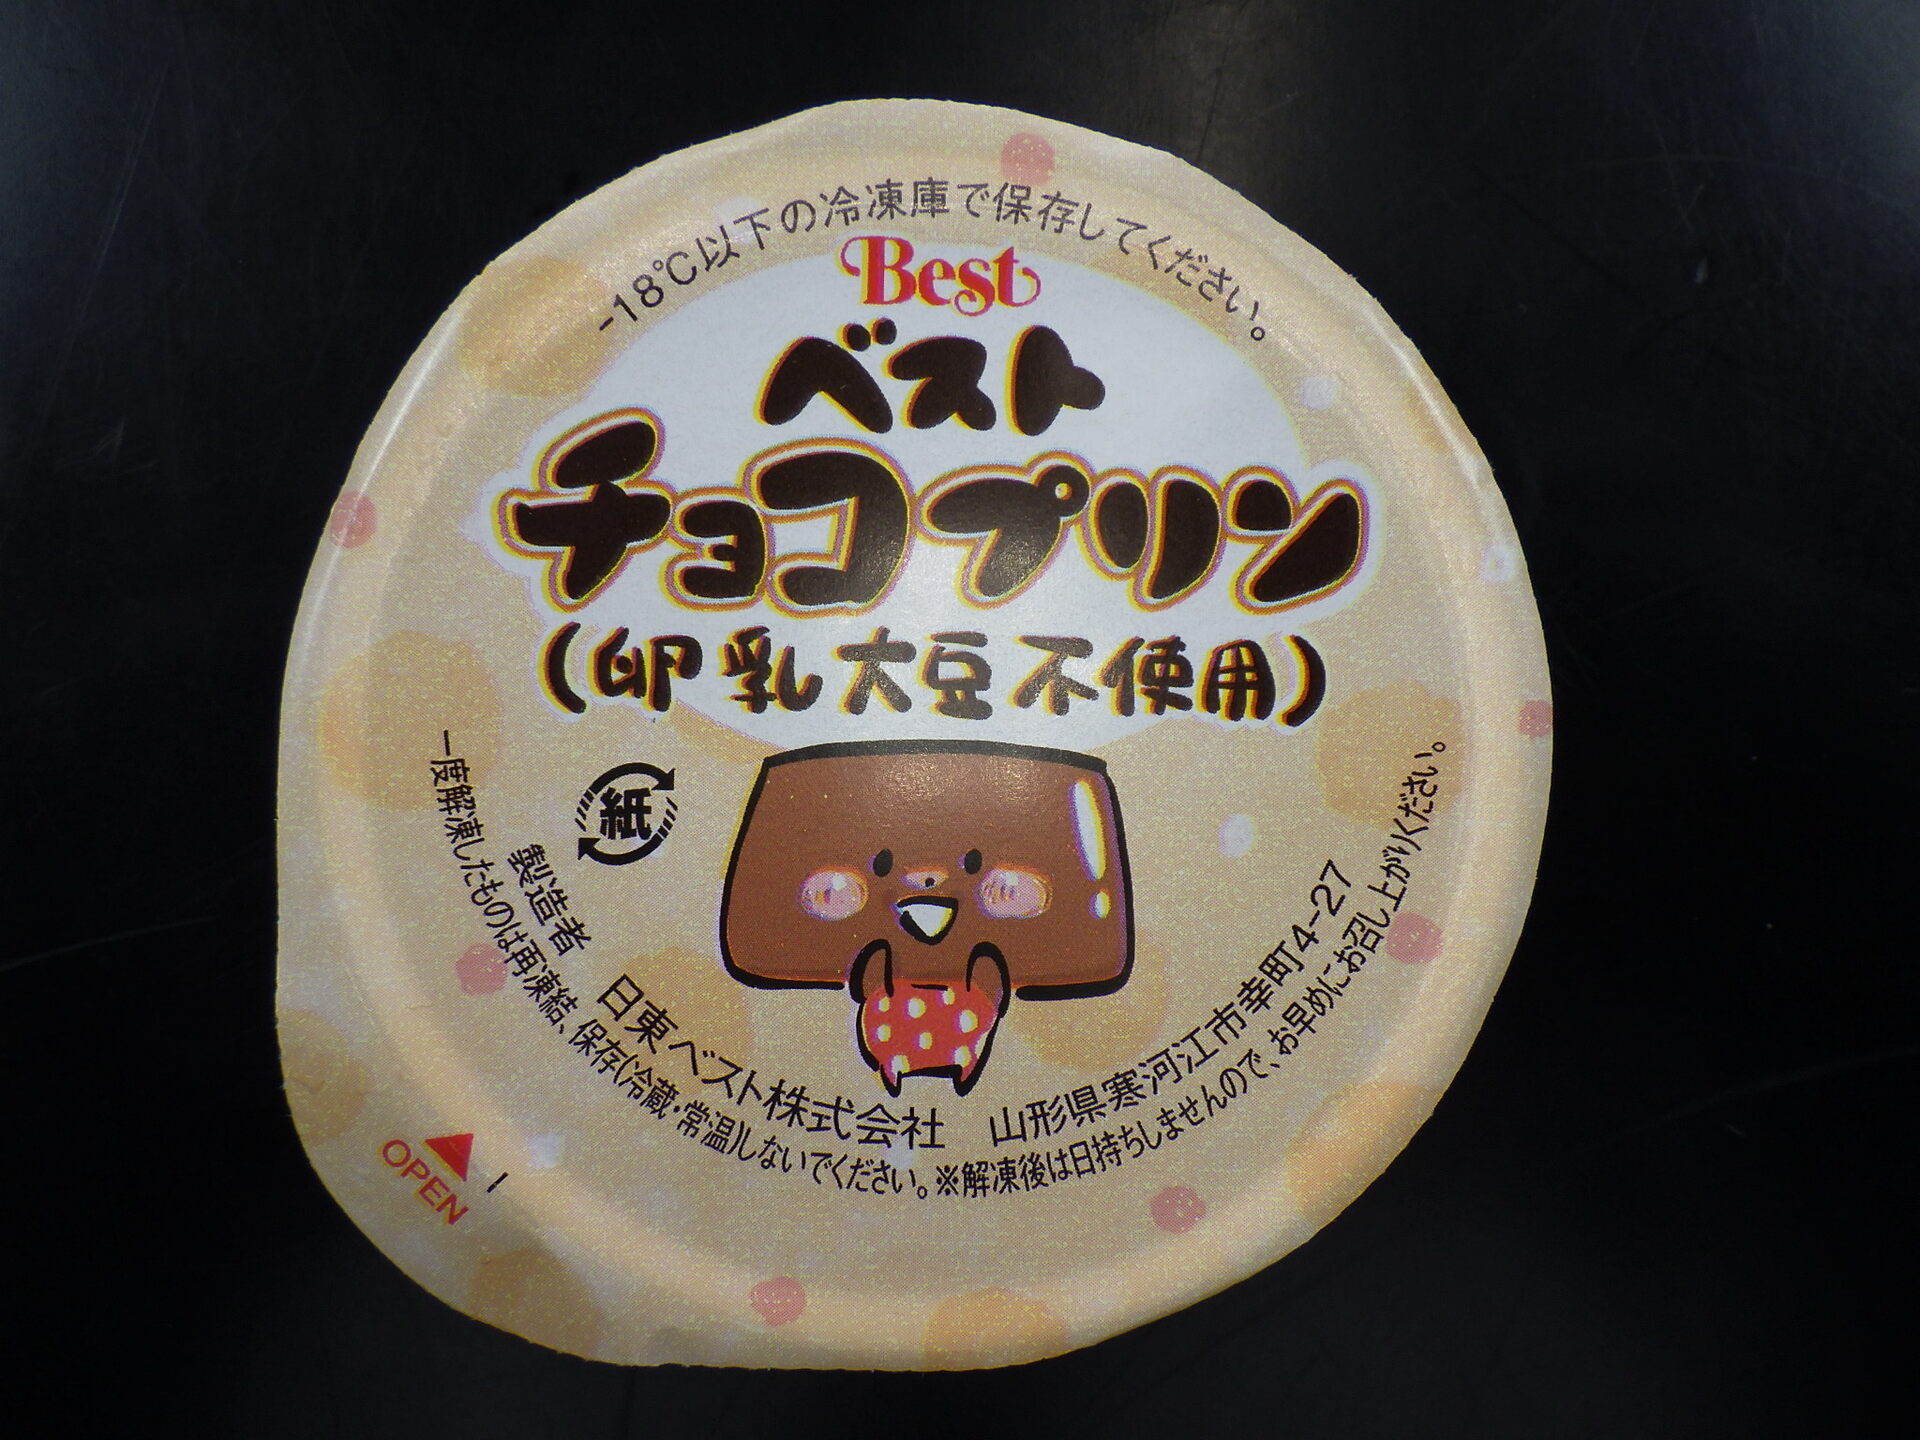 -18℃以下の冷凍庫で保存してください。
Best
ベスト
チョコプリン
(卵乳大豆不使用)
紙
製造者 日東ベスト株式会社 山形県寒河江市幸町4-27
一度解凍したものは再凍結、保存(冷蔵・常温)しないでください。※解凍後は日持ちしませんので、お早めにお召し上がりください。
OPEN